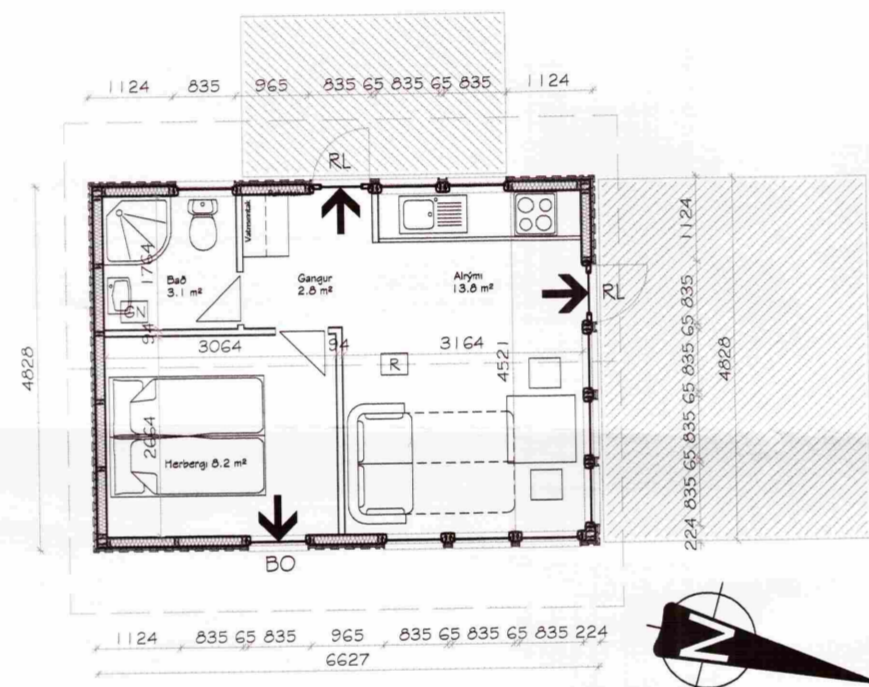 1124 835 965 835 65 835 65 835 1124
RL
Bað
3.1 m²
Gangur
2.8 m²
Alrými
13.8 m²
RL
1764
GN
94
3064
94
3164
R
4521
4828
2664
Herbergi 8.2 m²
BO
1124
835
65
835
65
835
65
835
224
4828
1124 835 65 835 965 835 65 835 65 835 224
6627
N